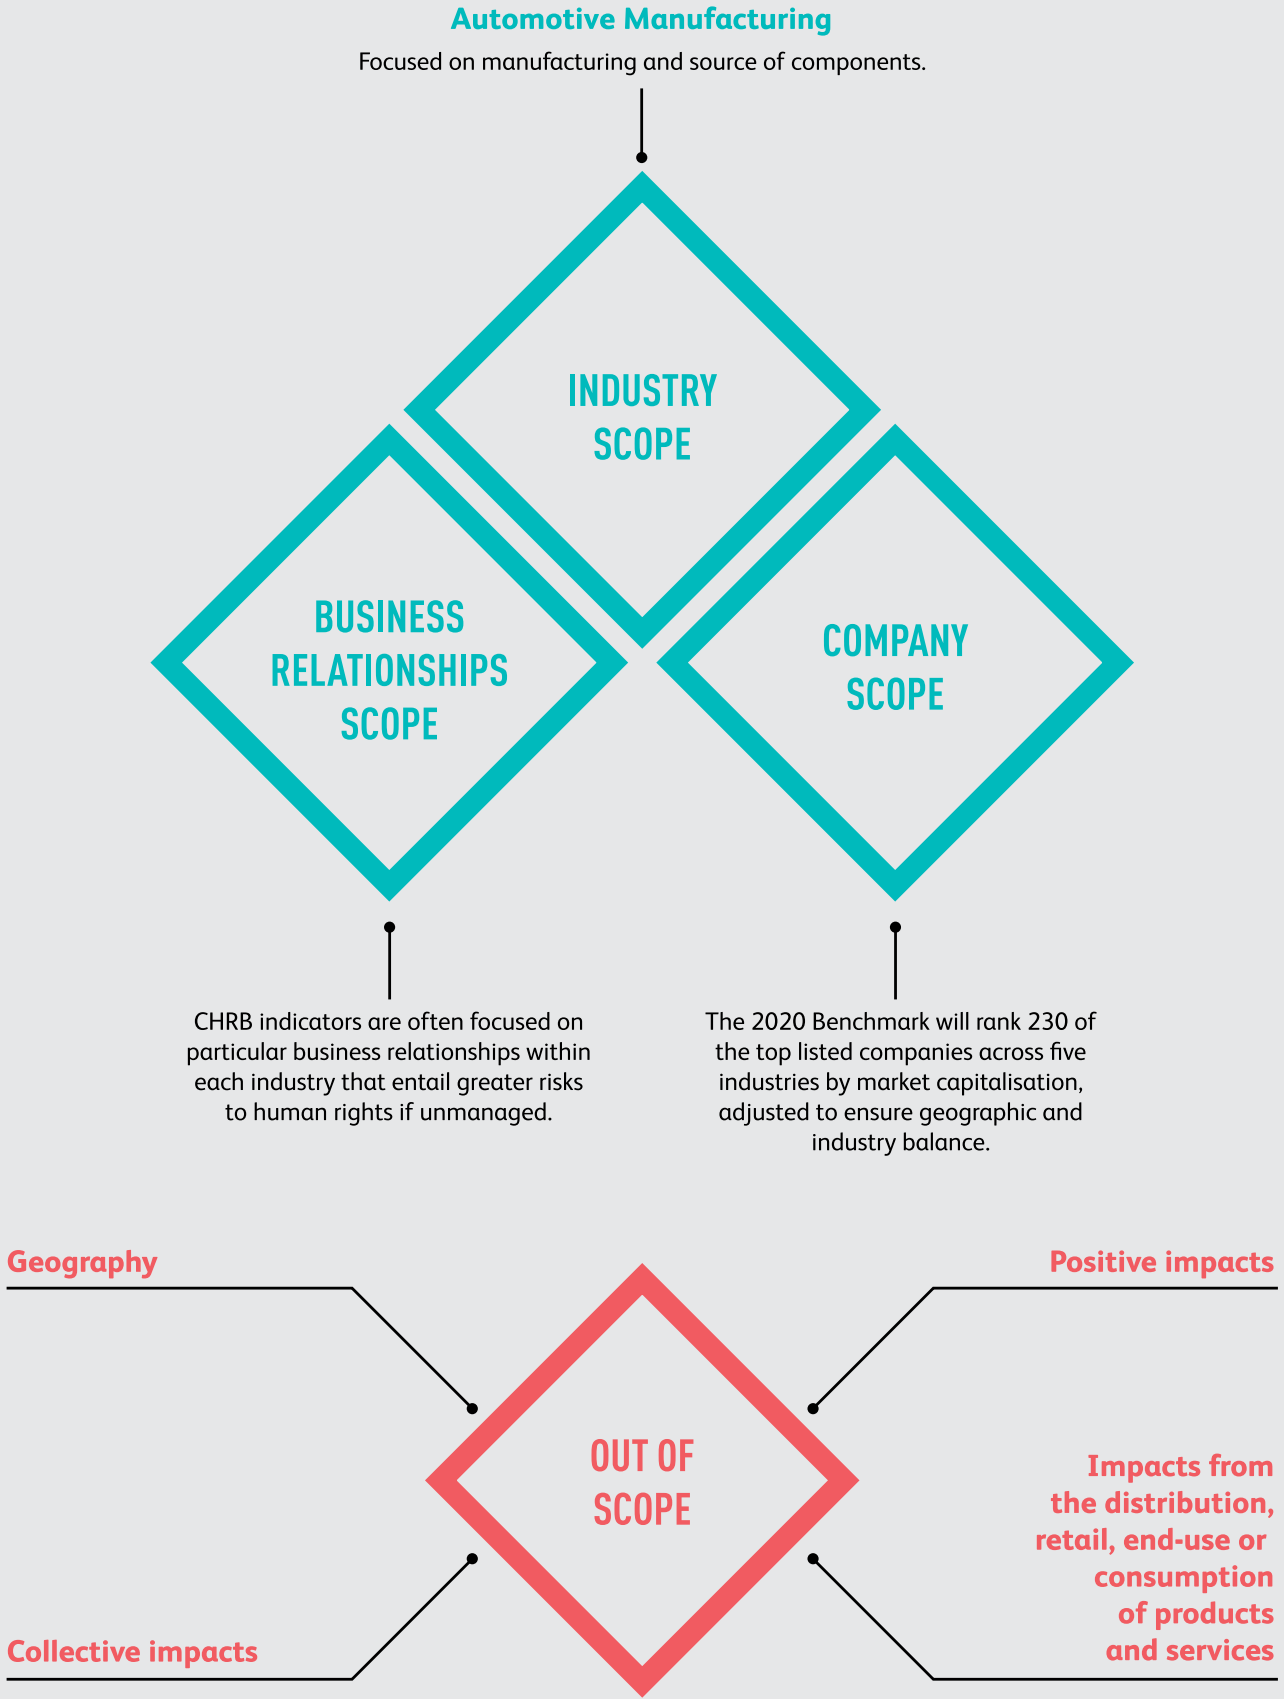 Automotive Manufacturing
Focused on manufacturing and source of components.
INDUSTRY
SCOPE
BUSINESS
RELATIONSHIPS
SCOPE
COMPANY
SCOPE
CHRB indicators are often focused on
particular business relationships within
each industry that entail greater risks
to human rights if unmanaged.
The 2020 Benchmark will rank 230 of
the top listed companies across five
industries by market capitalisation,
adjusted to ensure geographic and
industry balance.
Geography
Positive impacts
OUT OF
SCOPE
Collective impacts
Impacts from
the distribution,
retail, end-use or
consumption
of products
and services